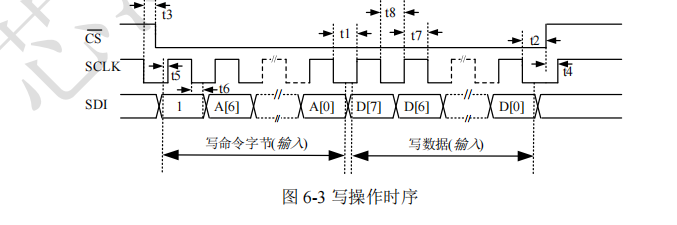 t3
t8
t1
t7
t2
CS
SCLK
t5
t4
t6
SDI
1
A[6]
A[0]
D[7]
D[6]
D[0]
写命令字节(输入)
写数据(输入)
图 6-3 写操作时序